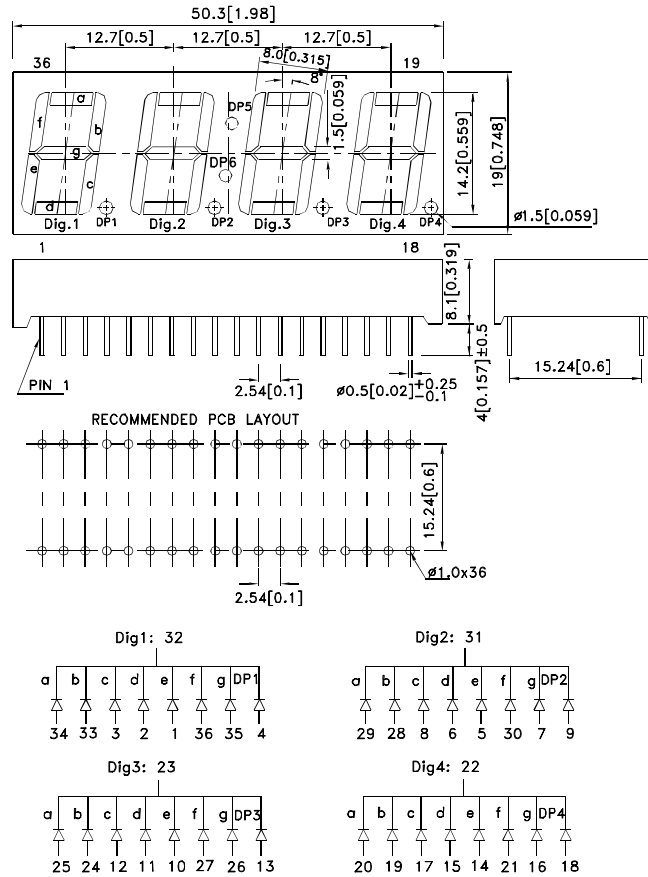 50.3[1.98]
12.7[0.5] 12.7[0.5] 12.7[0.5]
8.0[0.315]
36 19
8°
a
f b DP5
g
e DP6 c
d
1.5[0.059]
14.2[0.559]
19[0.748]
Dig.1 DP1 Dig.2 DP2 Dig.3 DP3 Dig.4 DP4
ø1.5[0.059]
1 18
8.1[0.319]
4[0.157]±0.5
PIN 1
2.54[0.1]
ø0.5[0.02]+0.25
-0.1
15.24[0.6]
RECOMMENDED PCB LAYOUT
15.24[0.6]
ø1.0x36
2.54[0.1]
Dig1: 32
a b c d e f g DP1
34 33 3 2 1 36 35 4
Dig2: 31
a b c d e f g DP2
29 28 8 6 5 30 7 9
Dig3: 23
a b c d e f g DP3
25 24 12 11 10 27 26 13
Dig4: 22
a b c d e f g DP4
20 19 17 15 14 21 16 18